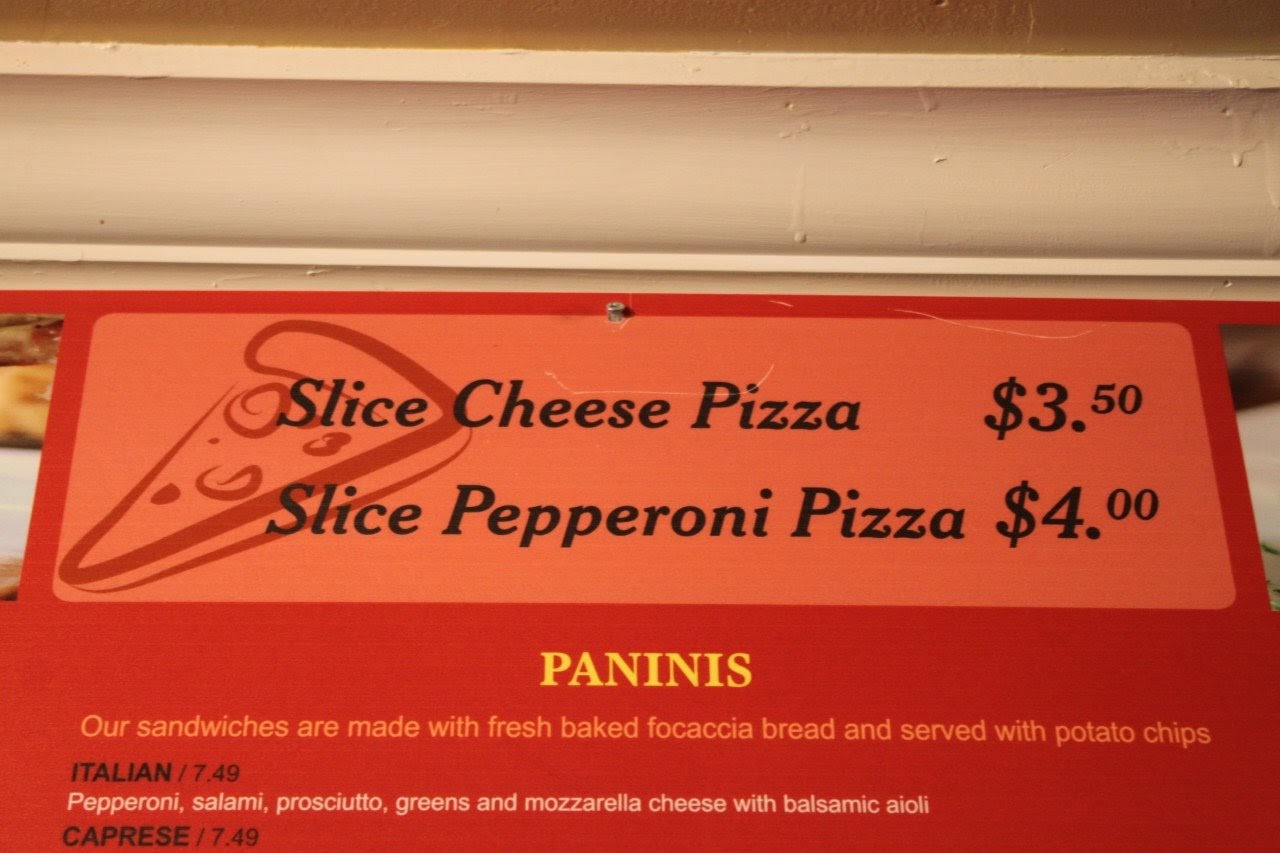 Slice Cheese Pizza $3.50
Slice Pepperoni Pizza $4.00
PANINIS
Our sandwiches are made with fresh baked focaccia bread and served with potato chips
ITALIAN / 7.49
Pepperoni, salami, prosciutto, greens and mozzarella cheese with balsamic aioli
CAPRESE / 7.49